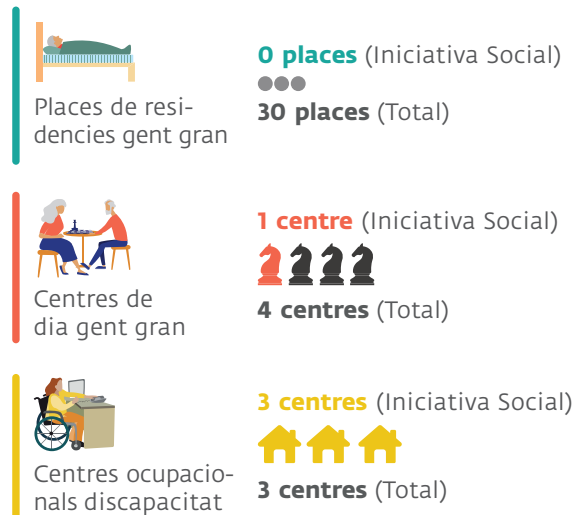 0 places (Iniciativa Social)
30 places (Total)
Places de resi-
dencies gent gran
1 centre (Iniciativa Social)
4 centres (Total)
Centres de
dia gent gran
3 centres (Iniciativa Social)
3 centres (Total)
Centres ocupacio-
nals discapacitat